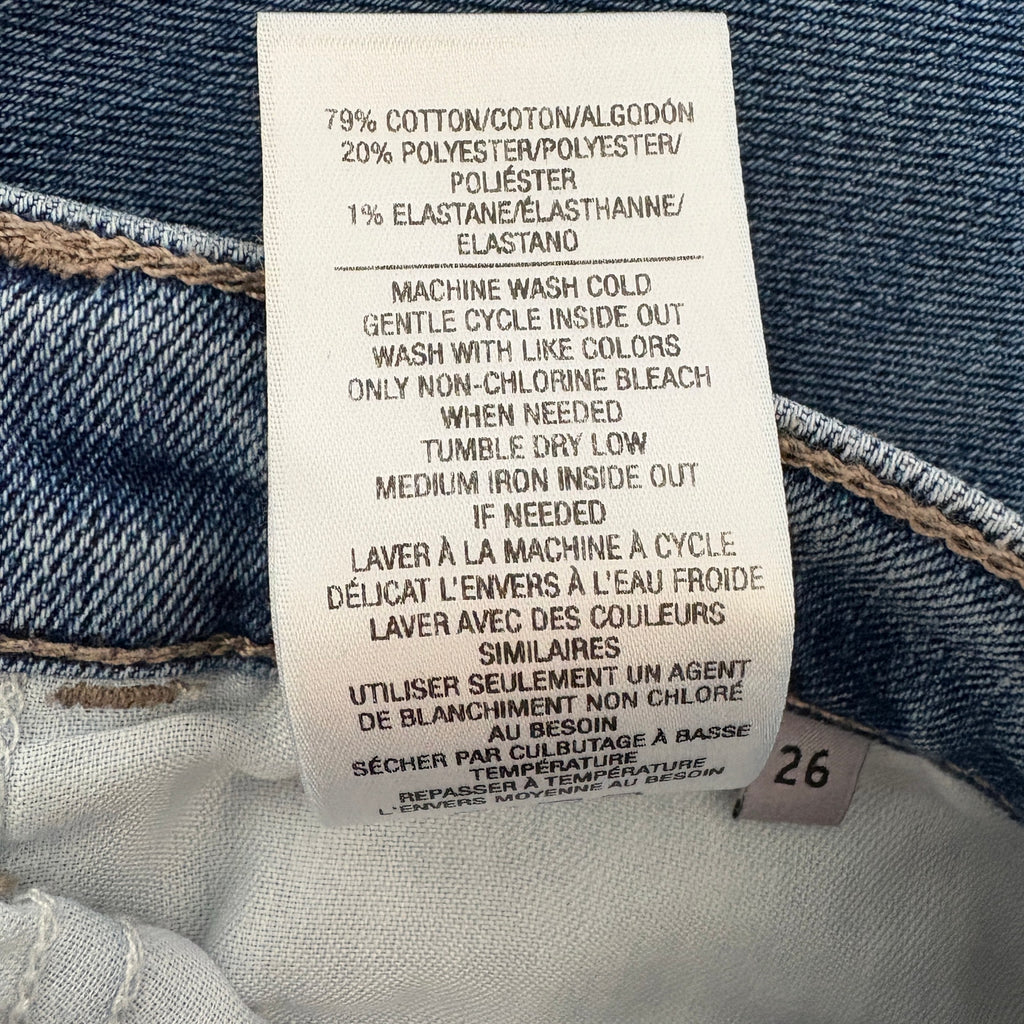 79% COTTON/COTON/ALGODÓN
20% POLYESTER/POLYESTER/
POLIÉSTER
1% ELASTANE/ÉLASTHANNE/
ELASTANO
MACHINE WASH COLD
GENTLE CYCLE INSIDE OUT
WASH WITH LIKE COLORS
ONLY NON-CHLORINE BLEACH
WHEN NEEDED
TUMBLE DRY LOW
MEDIUM IRON INSIDE OUT
IF NEEDED
LAVER À LA MACHINE À CYCLE
DÉLICAT L'ENVERS À L'EAU FROIDE
LAVER AVEC DES COULEURS
SIMILAIRES
UTILISER SEULEMENT UN AGENT
DE BLANCHIMENT NON CHLORÉ
AU BESOIN
SÉCHER PAR CULBUTAGE À BASSE
TEMPÉRATURE
REPASSER À TEMPÉRATURE
L'ENVERS MOYENNE AU BESOIN
26